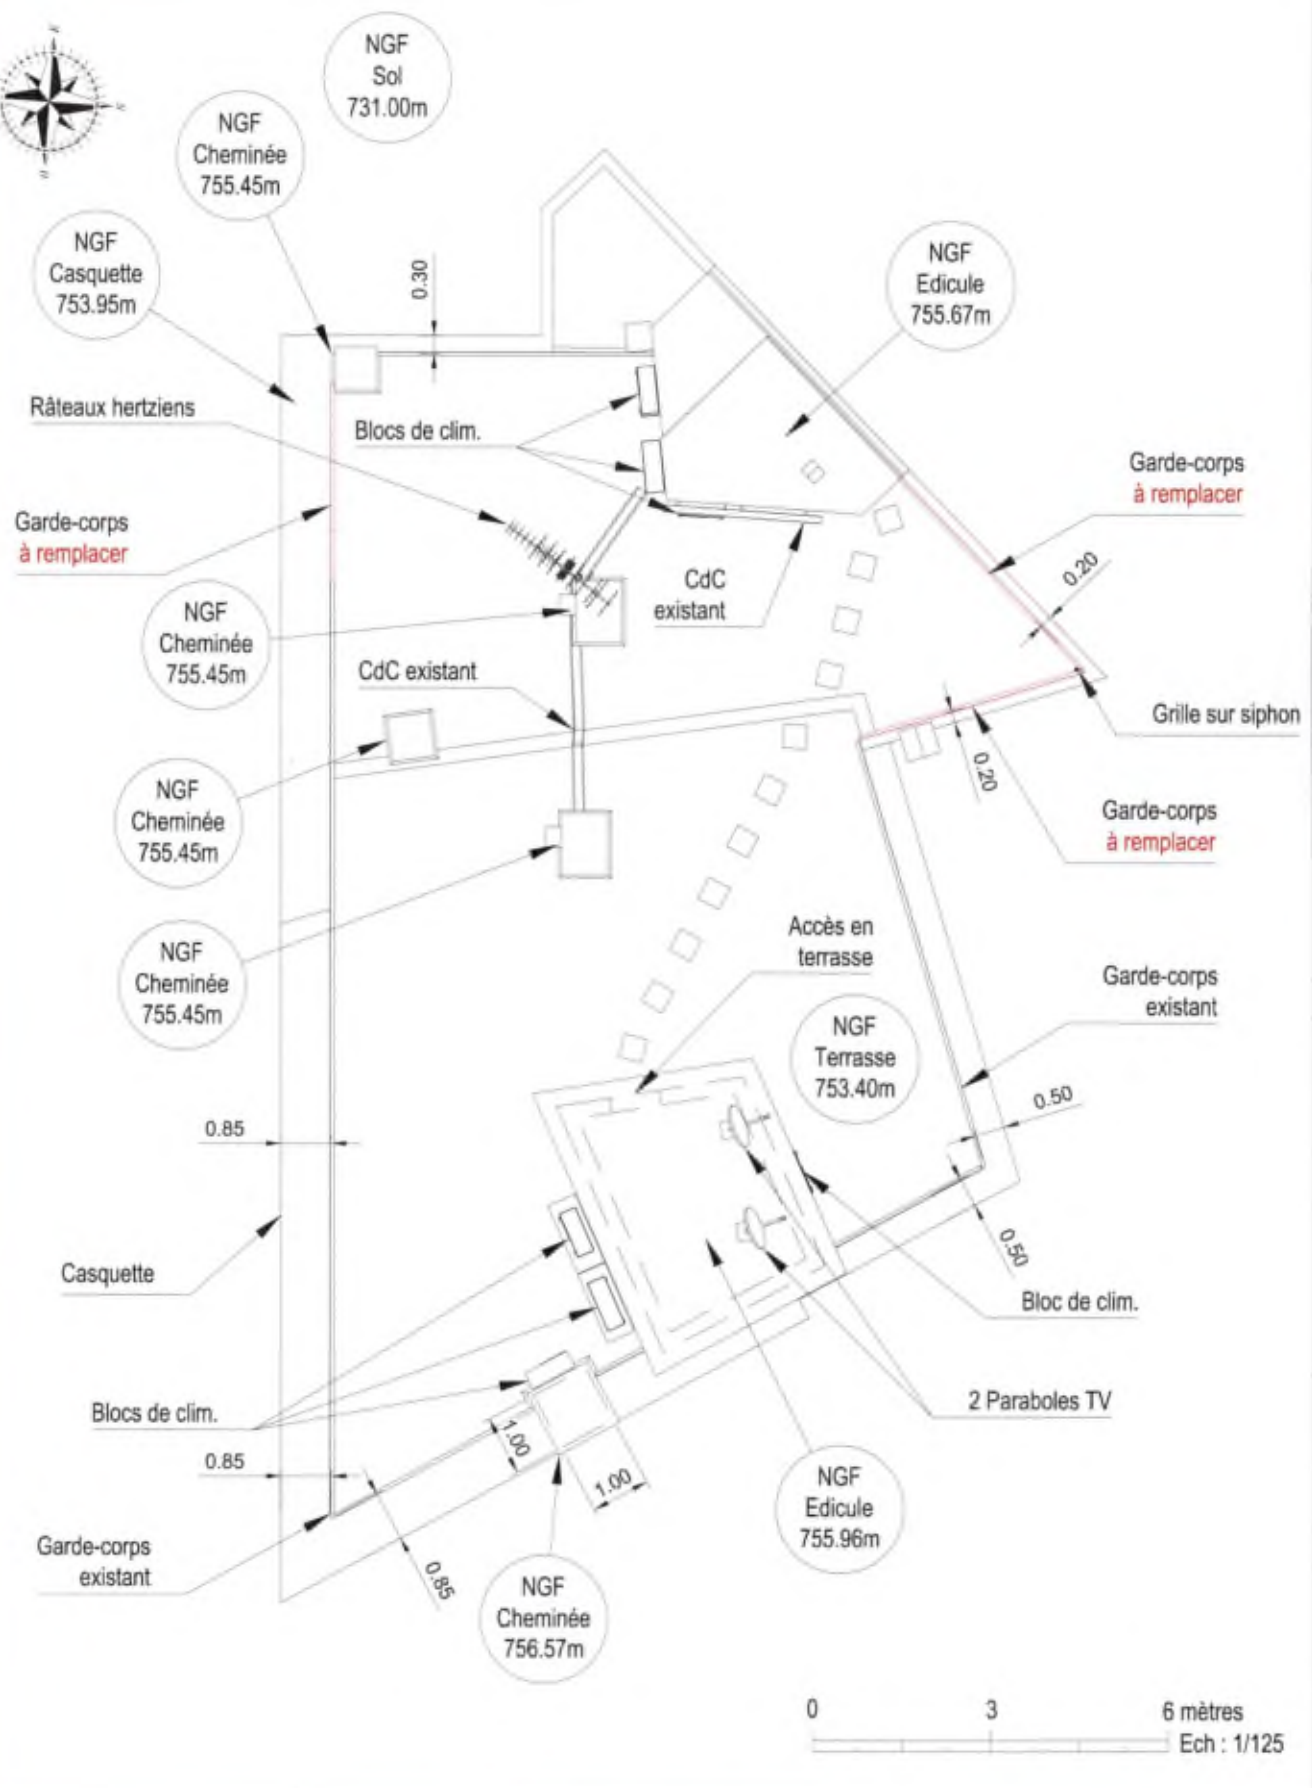 NGF
Sol
731.00m
NGF
Cheminée
755.45m
NGF
Casquette
753.95m
0.30
NGF
Edicule
755.67m
Râteaux hertziens
Blocs de clim.
Garde-corps
à remplacer
Garde-corps
à remplacer
0.20
CdC
existant
NGF
Cheminée
755.45m
CdC existant
Grille sur siphon
0.20
NGF
Cheminée
755.45m
Garde-corps
à remplacer
Accès en
terrasse
NGF
Cheminée
755.45m
Garde-corps
existant
NGF
Terrasse
753.40m
0.50
0.85
0.50
Casquette
Bloc de clim.
2 Paraboles TV
Blocs de clim.
1.00
0.85
1.00
NGF
Edicule
755.96m
Garde-corps
existant
0.85
NGF
Cheminée
756.57m
0 3 6 mètres
Ech : 1/125